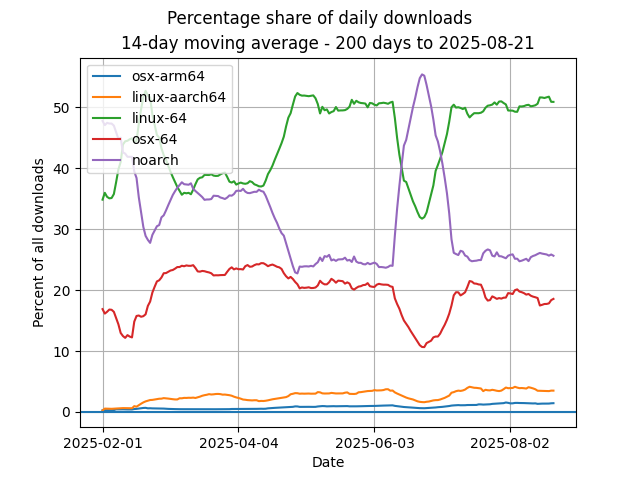 Percentage share of daily downloads
14-day moving average - 200 days to 2025-08-21
osx-arm64
linux-aarch64
linux-64
osx-64
noarch
Percent of all downloads
50
40
30
20
10
0
2025-02-01
2025-04-04
2025-06-03
2025-08-02
Date